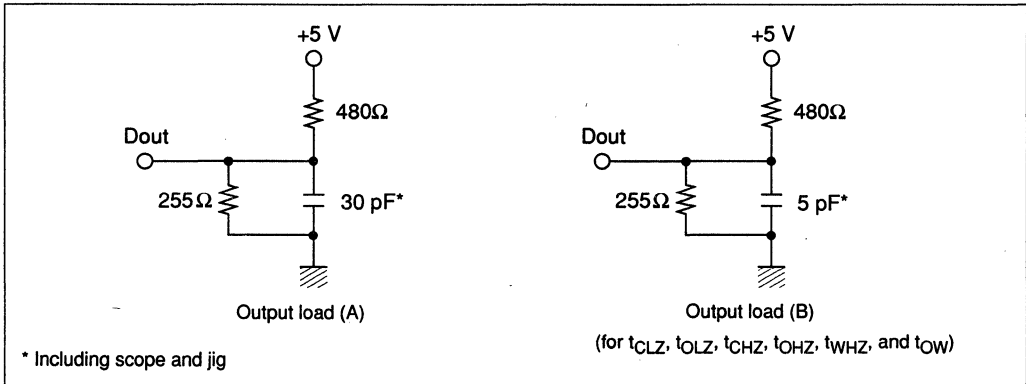 +5 V
480Ω
Dout
255Ω
30 pF*
Output load (A)
* Including scope and jig
+5 V
480Ω
Dout
255Ω
5 pF*
Output load (B)
(for tCLZ, tOLZ, tCHZ, tOHZ, tWHZ, and tOW)